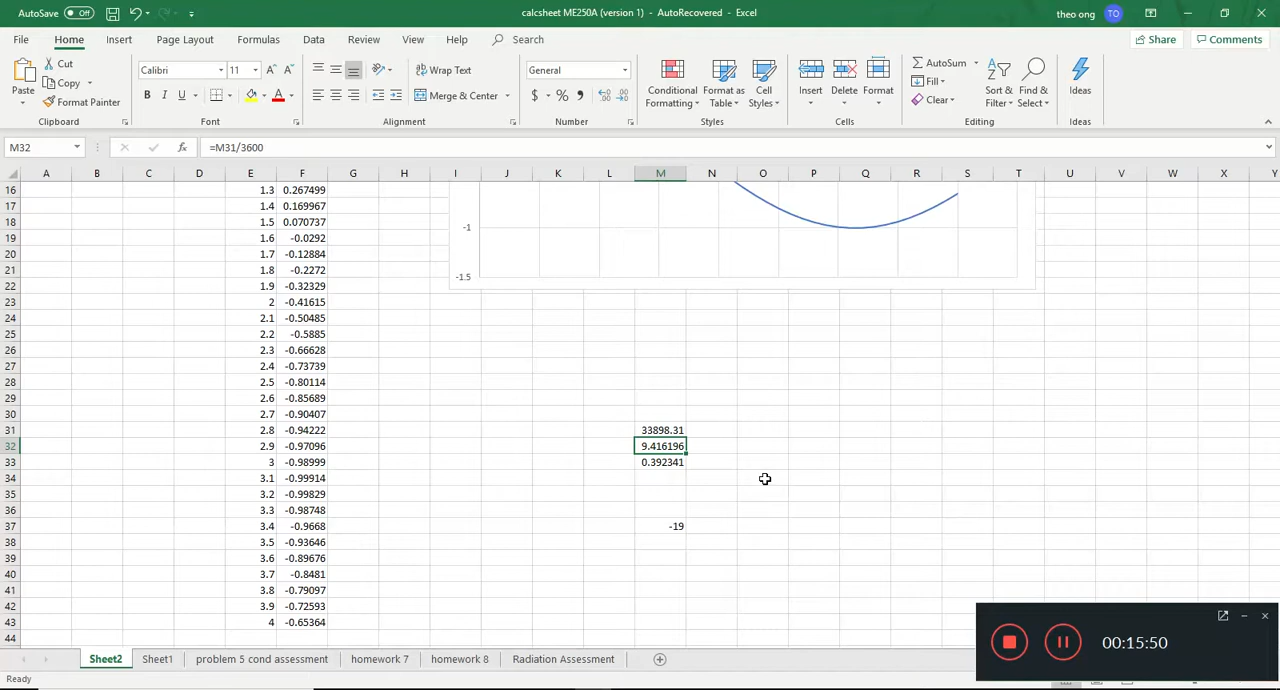 AutoSave Off calcsheet ME250A (version 1) - AutoRecovered - Excel theo ong TO
File Home Insert Page Layout Formulas Data Review View Help Search Share Comments
Paste Cut Copy Format Painter Clipboard
Calibri 11 A A B I U A Font
Wrap Text Merge & Center Alignment
General $ % Number
Conditional Formatting Format as Table Cell Styles Styles
Insert Delete Format Cells
AutoSum Fill Clear Sort & Filter Find & Select Editing
Ideas Ideas
M32 fx =M31/3600
A B C D E F G H I J K L M N O P Q R S T U V W X Y
16 1.3 0.267499
17 1.4 0.169967
18 1.5 0.070737 -1
19 1.6 -0.0292
20 1.7 -0.12884
21 1.8 -0.2272 -1.5
22 1.9 -0.32329
23 2 -0.41615
24 2.1 -0.50485
25 2.2 -0.5885
26 2.3 -0.66628
27 2.4 -0.73739
28 2.5 -0.80114
29 2.6 -0.85689
30 2.7 -0.90407
31 2.8 -0.94222 33898.31
32 2.9 -0.97096 9.416196
33 3 -0.98999 0.392341
34 3.1 -0.99914
35 3.2 -0.99829
36 3.3 -0.98748
37 3.4 -0.9668 -19
38 3.5 -0.93646
39 3.6 -0.89676
40 3.7 -0.8481
41 3.8 -0.79097
42 3.9 -0.72593
43 4 -0.65364
44
00:15:50
Sheet2 Sheet1 problem 5 cond assessment homework 7 homework 8 Radiation Assessment
Ready